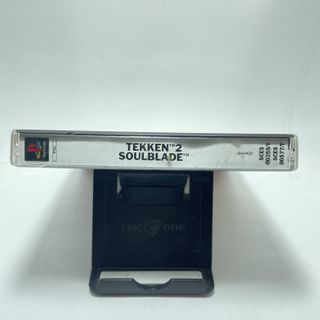 PAL
TEKKEN™2
SOULBLADE™
SCES
00255/T
SCES
00577/T
TEK ONE